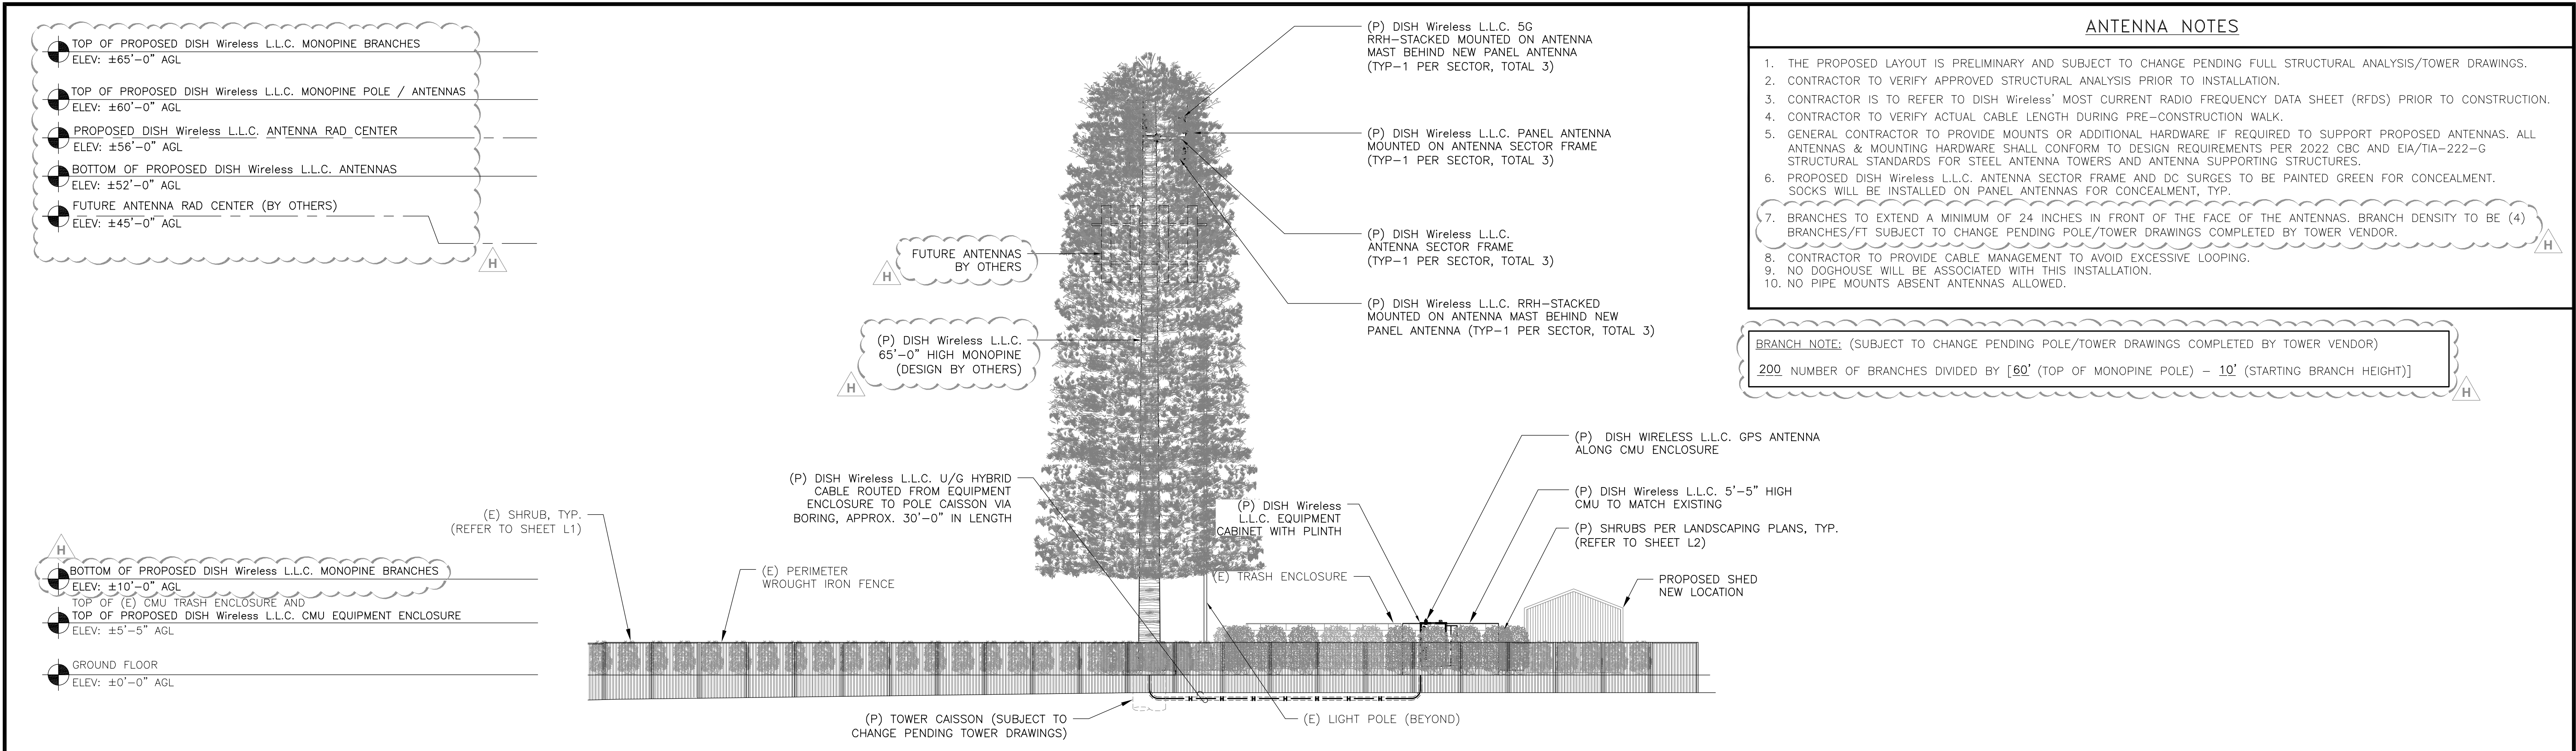 TOP OF PROPOSED DISH Wireless L.L.C. MONOPINE BRANCHES
ELEV: ±65'-0" AGL
TOP OF PROPOSED DISH Wireless L.L.C. MONOPINE POLE / ANTENNAS
ELEV: ±60'-0" AGL
PROPOSED DISH Wireless L.L.C. ANTENNA RAD CENTER
ELEV: ±56'-0" AGL
BOTTOM OF PROPOSED DISH Wireless L.L.C. ANTENNAS
ELEV: ±52'-0" AGL
FUTURE ANTENNA RAD CENTER (BY OTHERS)
ELEV: ±45'-0" AGL
H
H
BOTTOM OF PROPOSED DISH Wireless L.L.C. MONOPINE BRANCHES
ELEV: ±10'-0" AGL
TOP OF (E) CMU TRASH ENCLOSURE AND
TOP OF PROPOSED DISH Wireless L.L.C. CMU EQUIPMENT ENCLOSURE
ELEV: ±5'-5" AGL
GROUND FLOOR
ELEV: ±0'-0" AGL
(E) SHRUB, TYP.
(REFER TO SHEET L1)
(E) PERIMETER
WROUGHT IRON FENCE
FUTURE ANTENNAS
BY OTHERS
H
(P) DISH Wireless L.L.C.
65'-0" HIGH MONOPINE
(DESIGN BY OTHERS)
H
(P) DISH Wireless L.L.C. U/G HYBRID
CABLE ROUTED FROM EQUIPMENT
ENCLOSURE TO POLE CAISSON VIA
BORING, APPROX. 30'-0" IN LENGTH
(P) TOWER CAISSON (SUBJECT TO
CHANGE PENDING TOWER DRAWINGS)
H H H H H H H
(E) LIGHT POLE (BEYOND)
(P) DISH Wireless L.L.C. 5G
RRH-STACKED MOUNTED ON ANTENNA
MAST BEHIND NEW PANEL ANTENNA
(TYP-1 PER SECTOR, TOTAL 3)
(P) DISH Wireless L.L.C. PANEL ANTENNA
MOUNTED ON ANTENNA SECTOR FRAME
(TYP-1 PER SECTOR, TOTAL 3)
(P) DISH Wireless L.L.C.
ANTENNA SECTOR FRAME
(TYP-1 PER SECTOR, TOTAL 3)
(P) DISH Wireless L.L.C. RRH-STACKED
MOUNTED ON ANTENNA MAST BEHIND NEW
PANEL ANTENNA (TYP-1 PER SECTOR, TOTAL 3)
(P) DISH Wireless
L.L.C. EQUIPMENT
CABINET WITH PLINTH
(E) TRASH ENCLOSURE
(P) DISH WIRELESS L.L.C. GPS ANTENNA
ALONG CMU ENCLOSURE
(P) DISH Wireless L.L.C. 5'-5" HIGH
CMU TO MATCH EXISTING
(P) SHRUBS PER LANDSCAPING PLANS, TYP.
(REFER TO SHEET L2)
PROPOSED SHED
NEW LOCATION
ANTENNA NOTES
1. THE PROPOSED LAYOUT IS PRELIMINARY AND SUBJECT TO CHANGE PENDING FULL STRUCTURAL ANALYSIS/TOWER DRAWINGS.
2. CONTRACTOR TO VERIFY APPROVED STRUCTURAL ANALYSIS PRIOR TO INSTALLATION.
3. CONTRACTOR IS TO REFER TO DISH Wireless' MOST CURRENT RADIO FREQUENCY DATA SHEET (RFDS) PRIOR TO CONSTRUCTION.
4. CONTRACTOR TO VERIFY ACTUAL CABLE LENGTH DURING PRE-CONSTRUCTION WALK.
5. GENERAL CONTRACTOR TO PROVIDE MOUNTS OR ADDITIONAL HARDWARE IF REQUIRED TO SUPPORT PROPOSED ANTENNAS. ALL
ANTENNAS & MOUNTING HARDWARE SHALL CONFORM TO DESIGN REQUIREMENTS PER 2022 CBC AND EIA/TIA-222-G
STRUCTURAL STANDARDS FOR STEEL ANTENNA TOWERS AND ANTENNA SUPPORTING STRUCTURES.
6. PROPOSED DISH Wireless L.L.C. ANTENNA SECTOR FRAME AND DC SURGES TO BE PAINTED GREEN FOR CONCEALMENT.
SOCKS WILL BE INSTALLED ON PANEL ANTENNAS FOR CONCEALMENT, TYP.
7. BRANCHES TO EXTEND A MINIMUM OF 24 INCHES IN FRONT OF THE FACE OF THE ANTENNAS. BRANCH DENSITY TO BE (4)
BRANCHES/FT SUBJECT TO CHANGE PENDING POLE/TOWER DRAWINGS COMPLETED BY TOWER VENDOR.
H
8. CONTRACTOR TO PROVIDE CABLE MANAGEMENT TO AVOID EXCESSIVE LOOPING.
9. NO DOGHOUSE WILL BE ASSOCIATED WITH THIS INSTALLATION.
10. NO PIPE MOUNTS ABSENT ANTENNAS ALLOWED.
BRANCH NOTE: (SUBJECT TO CHANGE PENDING POLE/TOWER DRAWINGS COMPLETED BY TOWER VENDOR)
200 NUMBER OF BRANCHES DIVIDED BY [60' (TOP OF MONOPINE POLE) - 10' (STARTING BRANCH HEIGHT)]
H